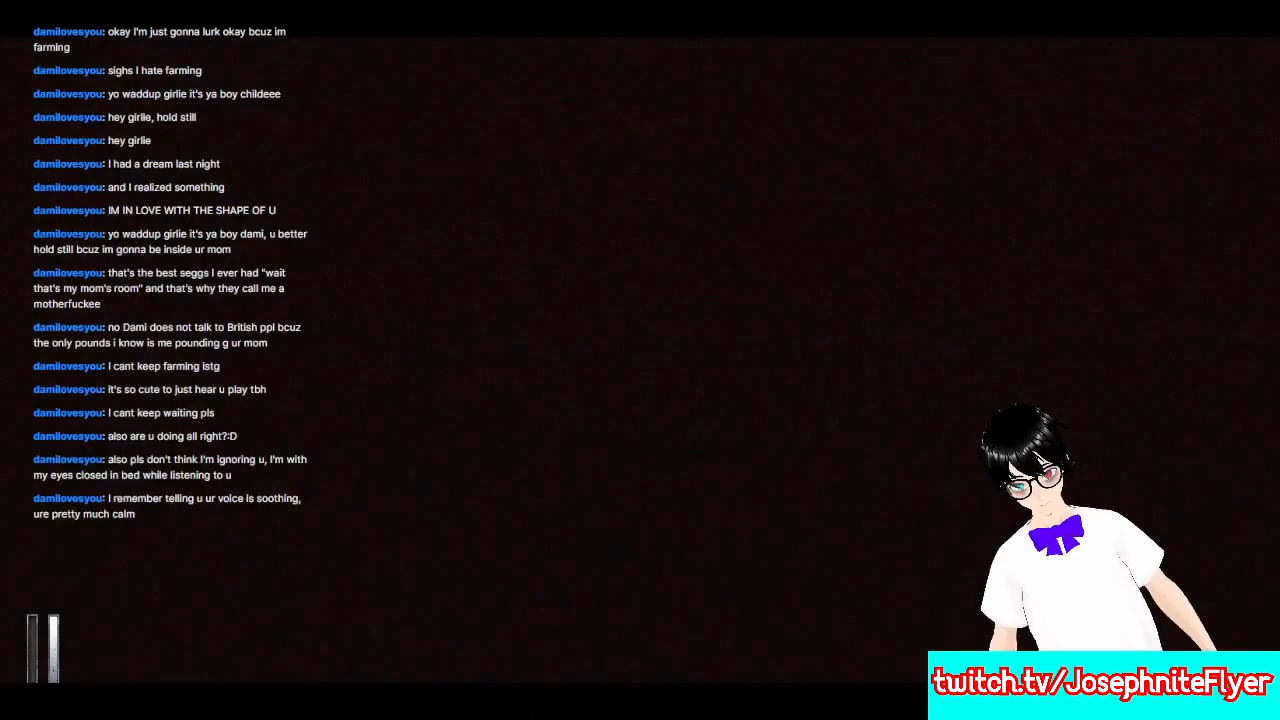 damilovesyou: okay I'm just gonna lurk okay bcuz im
farming
damilovesyou: sighs I hate farming
damilovesyou: yo waddup girlie it's ya boy childeee
damilovesyou: hey girlie, hold still
damilovesyou: hey girlie
damilovesyou: I had a dream last night
damilovesyou: and I realized something
damilovesyou: IM IN LOVE WITH THE SHAPE OF U
damilovesyou: yo waddup girlie it's ya boy dami, u better
hold still bcuz im gonna be inside ur mom
damilovesyou: that's the best seggs I ever had "wait
that's my mom's room" and that's why they call me a
motherfuckee
damilovesyou: no Dami does not talk to British ppl bcuz
the only pounds i know is me pounding g ur mom
damilovesyou: I cant keep farming istg
damilovesyou: it's so cute to just hear u play tbh
damilovesyou: I cant keep waiting pls
damilovesyou: also are u doing all right?:D
damilovesyou: also pls don't think I'm ignoring u, I'm with
my eyes closed in bed while listening to u
damilovesyou: I remember telling u ur voice is soothing,
ure pretty much calm
twitch.tv/JosephniteFlyer